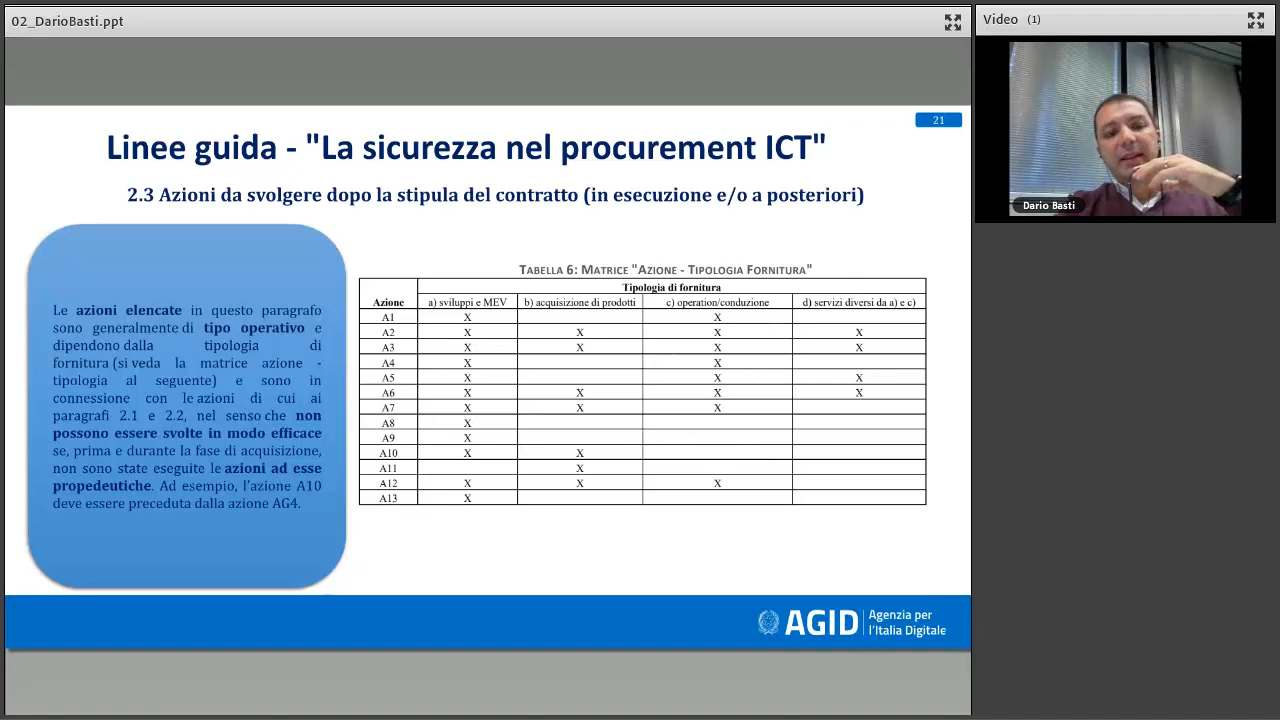 02_DarioBasti.ppt
Video (1)
21
Linee guida - "La sicurezza nel procurement ICT"
2.3 Azioni da svolgere dopo la stipula del contratto (in esecuzione e/o a posteriori)
Le azioni elencate in questo paragrafo
sono generalmente di tipo operativo e
dipendono dalla tipologia di
fornitura (si veda la matrice azione -
tipologia al seguente) e sono in
connessione con le azioni di cui ai
paragrafi 2.1 e 2.2, nel senso che non
possono essere svolte in modo efficace
se, prima e durante la fase di acquisizione,
non sono state eseguite le azioni ad esse
propedeutiche. Ad esempio, l'azione A10
deve essere preceduta dalla azione AG4.
TABELLA 6: MATRICE "AZIONE - TIPOLOGIA FORNITURA"
Tipologia di fornitura
Azione a) sviluppi e MEV b) acquisizione di prodotti c) operation/conduzione d) servizi diversi da a) e c)
A1 X X
A2 X X X X
A3 X X X X
A4 X X
A5 X X X
A6 X X X X
A7 X X X
A8 X
A9 X
A10 X X
A11 X
A12 X X X
A13 X
AGID Agenzia per
l'Italia Digitale
Dario Basti